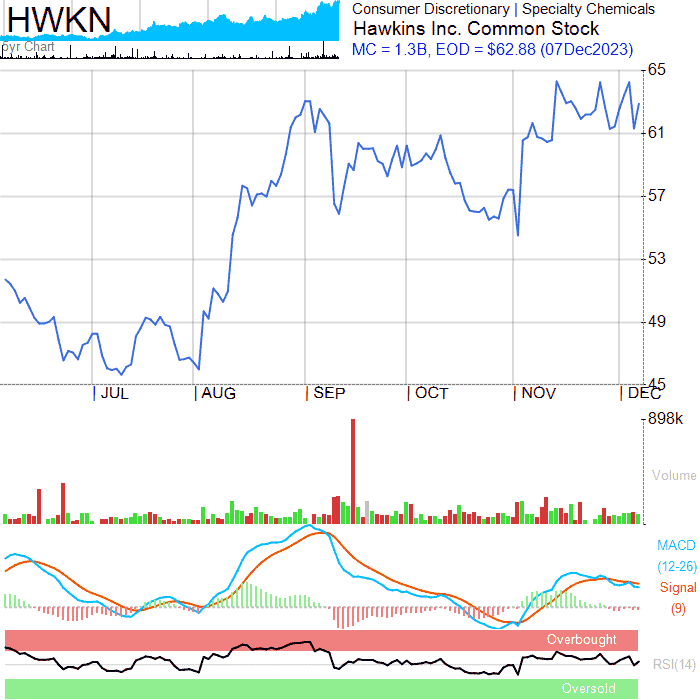 HWKN
5yr Chart
Consumer Discretionary | Specialty Chemicals
Hawkins Inc. Common Stock
MC = 1.3B, EOD = $62.88 (07Dec2023)
65
61
57
53
49
45
JUL
AUG
SEP
OCT
NOV
DEC
898k
Volume
MACD
(12-26)
Signal
(9)
Overbought
RSI(14)
Oversold